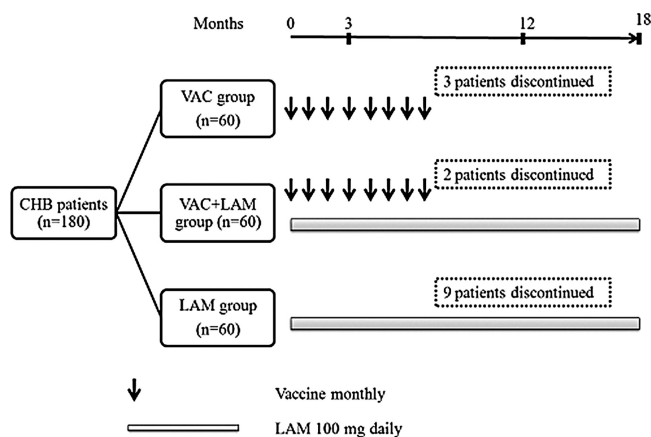 Months 0 3 12 18
VAC group
(n=60)
3 patients discontinued
CHB patients
(n=180)
VAC+LAM
group (n=60)
2 patients discontinued
LAM group
(n=60)
9 patients discontinued
Vaccine monthly
LAM 100 mg daily